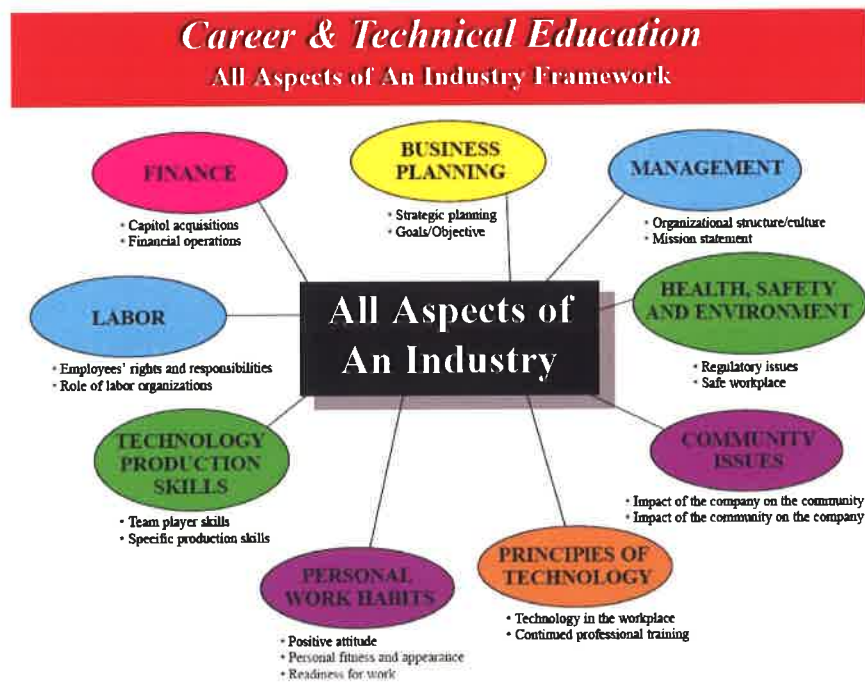 Career & Technical Education
All Aspects of An Industry Framework
FINANCE
• Capitol acquisitions
• Financial operations
BUSINESS
PLANNING
• Strategic planning
• Goals/Objective
MANAGEMENT
• Organizational structure/culture
• Mission statement
LABOR
• Employees' rights and responsibilities
• Role of labor organizations
All Aspects of
An Industry
HEALTH, SAFETY
AND ENVIRONMENT
• Regulatory issues
• Safe workplace
TECHNOLOGY
PRODUCTION
SKILLS
• Team player skills
• Specific production skills
COMMUNITY
ISSUES
• Impact of the company on the community
• Impact of the community on the company
PERSONAL
WORK HABITS
• Positive attitude
• Personal fitness and appearance
• Readiness for work
PRINCIPIES OF
TECHNOLOGY
• Technology in the workplace
• Continued professional training